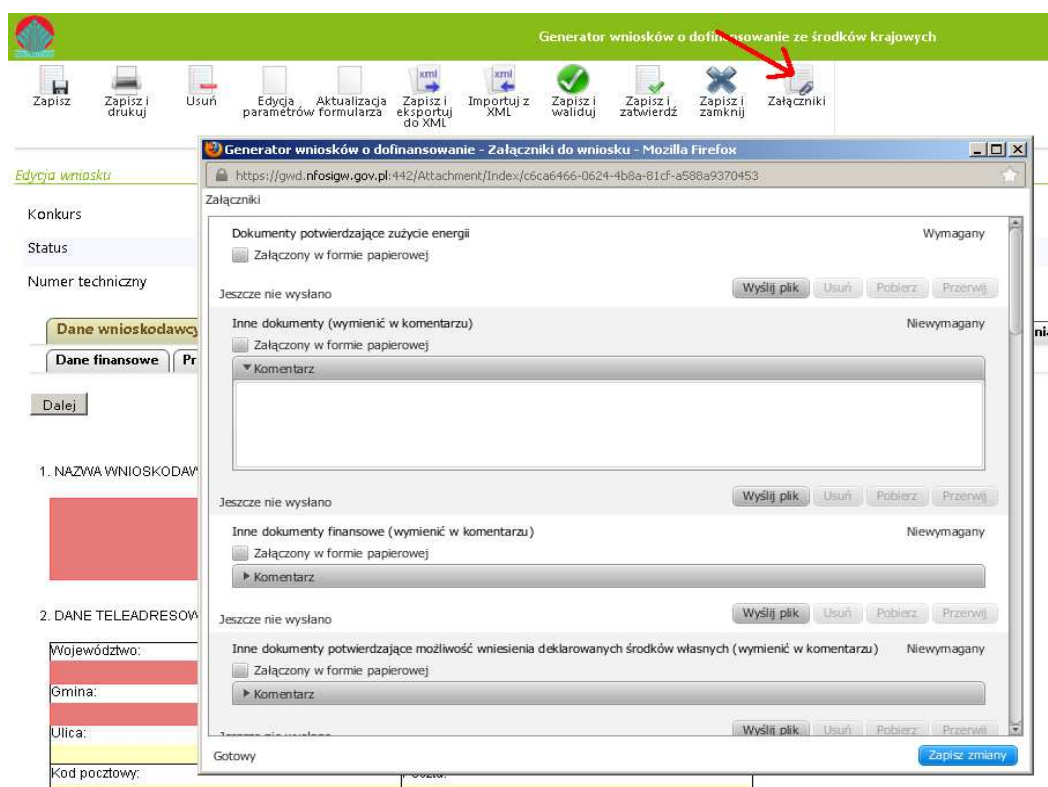 Generator wniosków o dofinansowanie ze środków krajowych
Zapisz
Zapisz i drukuj
Usuń
Edycja parametrów
Aktualizacja formularza
xml
Zapisz i eksportuj do XML
xml
Importuj z XML
Zapisz i waliduj
Zapisz i zatwierdź
Zapisz i zamknij
Załączniki
Edycja wniosku
Konkurs
Status
Numer techniczny
Dane wnioskodawcy
Dane finansowe
Pr
Dalej
1. NAZWA WNIOSKODAW
2. DANE TELEADRESOW
Województwo:
Gmina:
Ulica:
Kod pocztowy:
Generator wniosków o dofinansowanie - Załączniki do wniosku - Mozilla Firefox
https://gwd.nfosigw.gov.pl:442/Attachment/Index/c6ca6466-0624-4b8a-81cf-a588a9370453
Załączniki
Dokumenty potwierdzające zużycie energii Wymagany
Załączony w formie papierowej
Jeszcze nie wysłano Wyślij plik Usuń Pobierz Przerwij
Inne dokumenty (wymienić w komentarzu) Niewymagany
Załączony w formie papierowej
Komentarz
Jeszcze nie wysłano Wyślij plik Usuń Pobierz Przerwij
Inne dokumenty finansowe (wymienić w komentarzu) Niewymagany
Załączony w formie papierowej
Komentarz
Jeszcze nie wysłano Wyślij plik Usuń Pobierz Przerwij
Inne dokumenty potwierdzające możliwość wniesienia deklarowanych środków własnych (wymienić w komentarzu) Niewymagany
Załączony w formie papierowej
Komentarz
Wyślij plik Usuń Pobierz Przerwij
Gotowy Zapisz zmiany